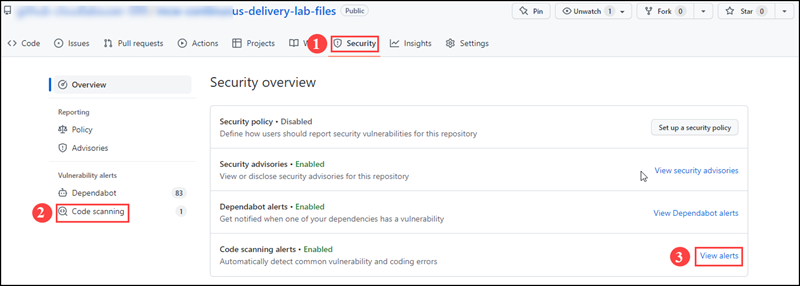 us-delivery-lab-files Public
Pin Unwatch 1 Fork 0 Star 0
Code Issues Pull requests Actions Projects W 1 Security Insights Settings
Overview
Reporting
Policy
Advisories
Vulnerability alerts
Dependabot 83
2 Code scanning 1
Security overview
Security policy • Disabled
Define how users should report security vulnerabilities for this repository
Set up a security policy
Security advisories • Enabled
View or disclose security advisories for this repository
View security advisories
Dependabot alerts • Enabled
Get notified when one of your dependencies has a vulnerability
View Dependabot alerts
Code scanning alerts • Enabled
Automatically detect common vulnerability and coding errors
3 View alerts